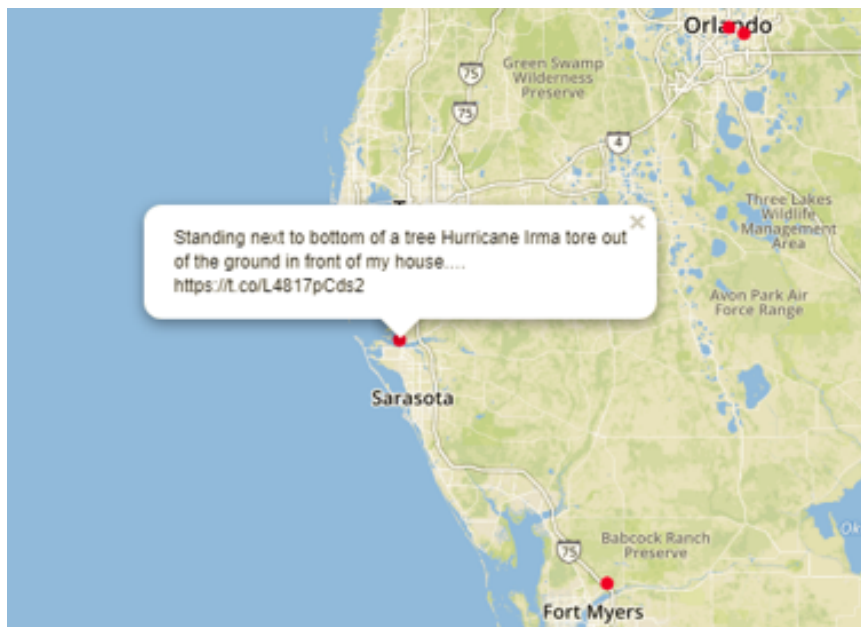 Orlando
75
Green Swamp
Wilderness
Preserve
75
4
Three Lakes
Wildlife
Management
Area
×
Standing next to bottom of a tree Hurricane Irma tore out
of the ground in front of my house....
https://t.co/L4817pCds2
Avon Park Air
Force Range
Sarasota
75
Babcock Ranch
Preserve
Fort Myers